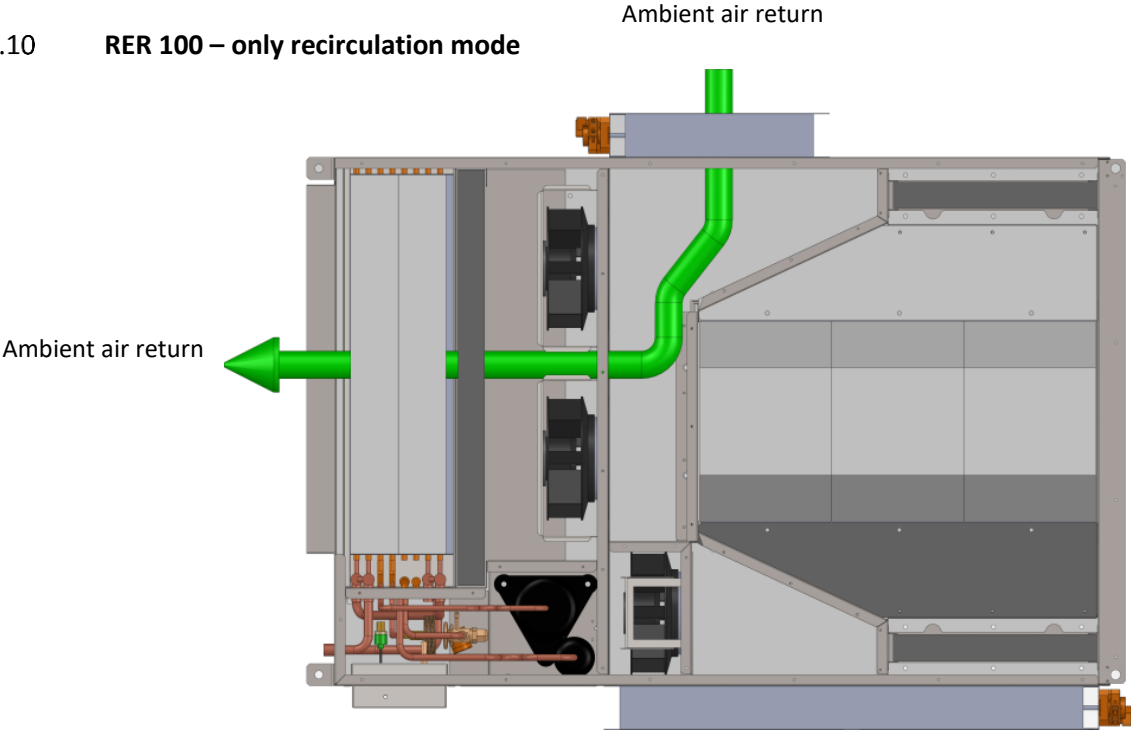 Ambient air return
.10 RER 100 – only recirculation mode
Ambient air return